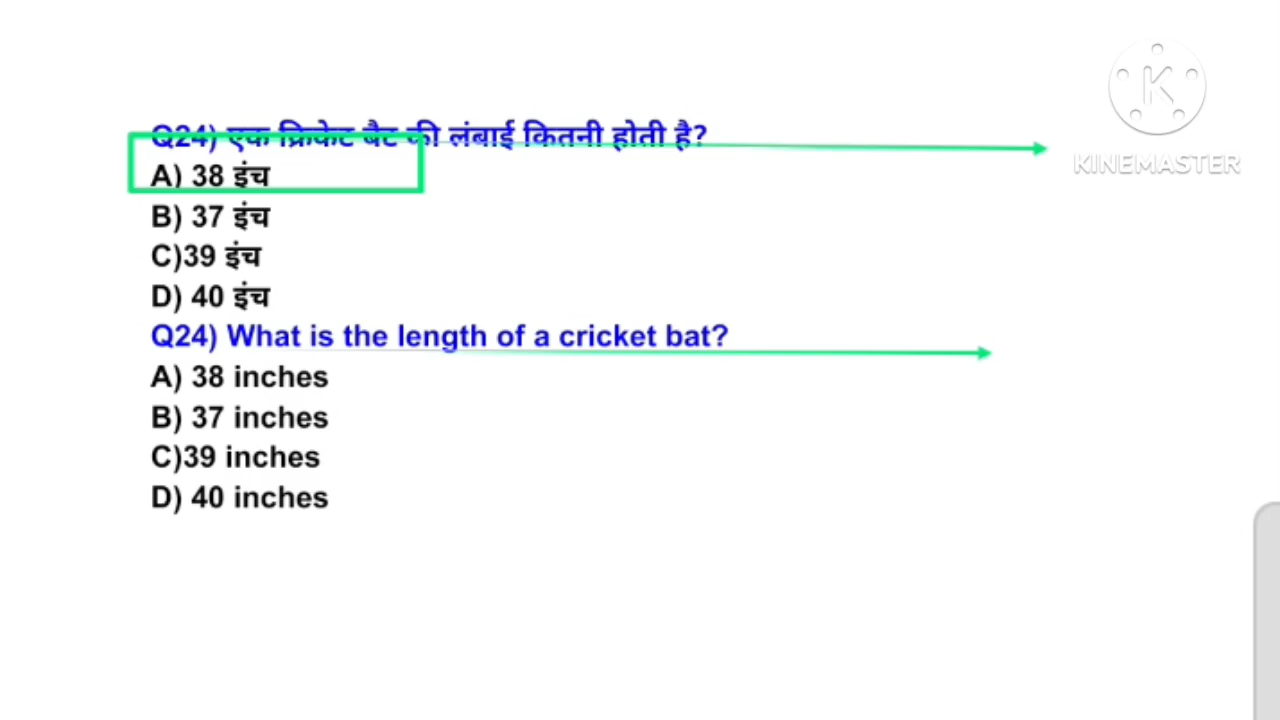 Q24) एक क्रिकेट बैट की लंबाई कितनी होती है?
A) 38 इंच
B) 37 इंच
C)39 इंच
D) 40 इंच
Q24) What is the length of a cricket bat?
A) 38 inches
B) 37 inches
C)39 inches
D) 40 inches
K
KINEMASTER